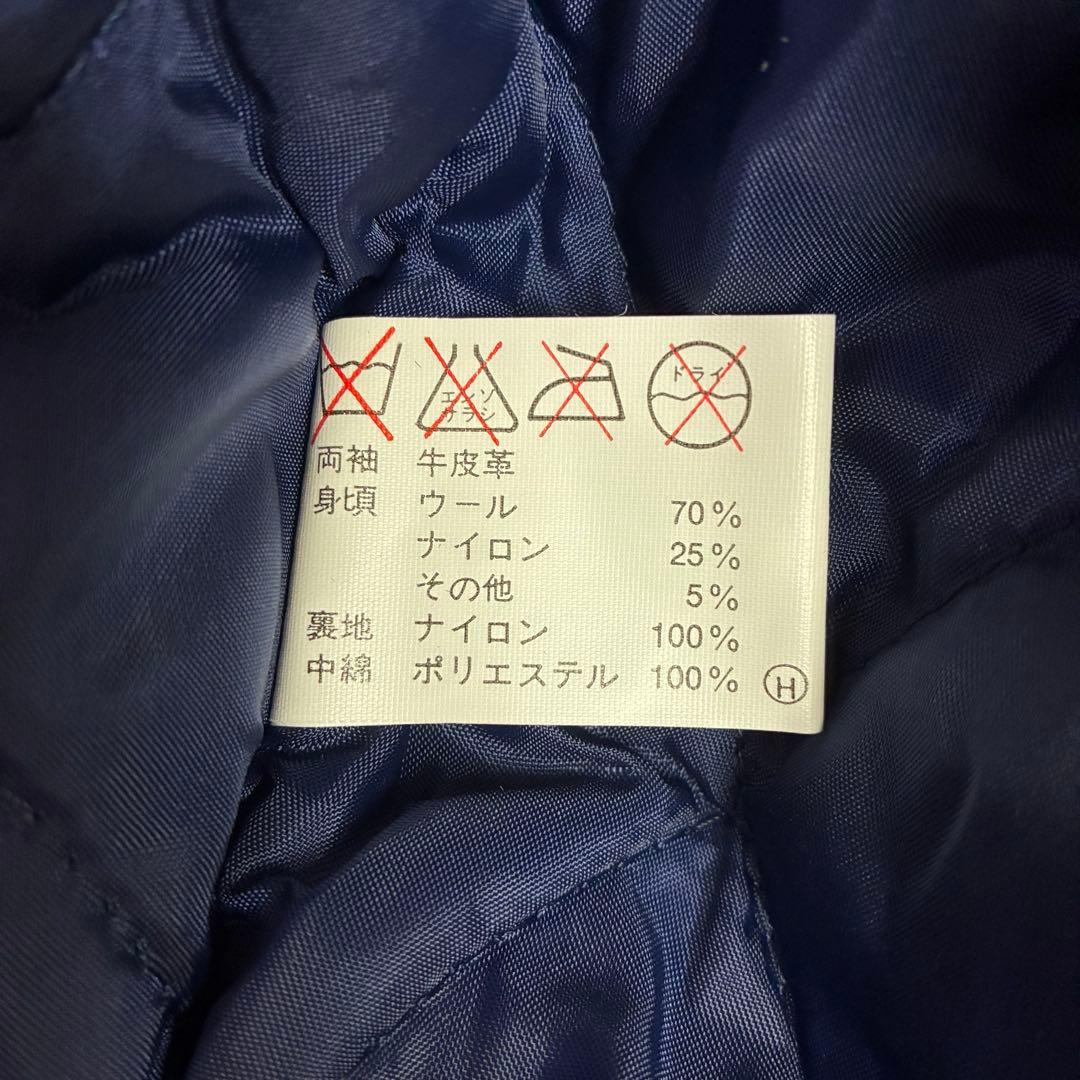 エンソ
サラシ
ドライ
両袖 牛皮革
身頃 ウール 70%
ナイロン 25%
その他 5%
裏地 ナイロン 100%
中綿 ポリエステル 100% H